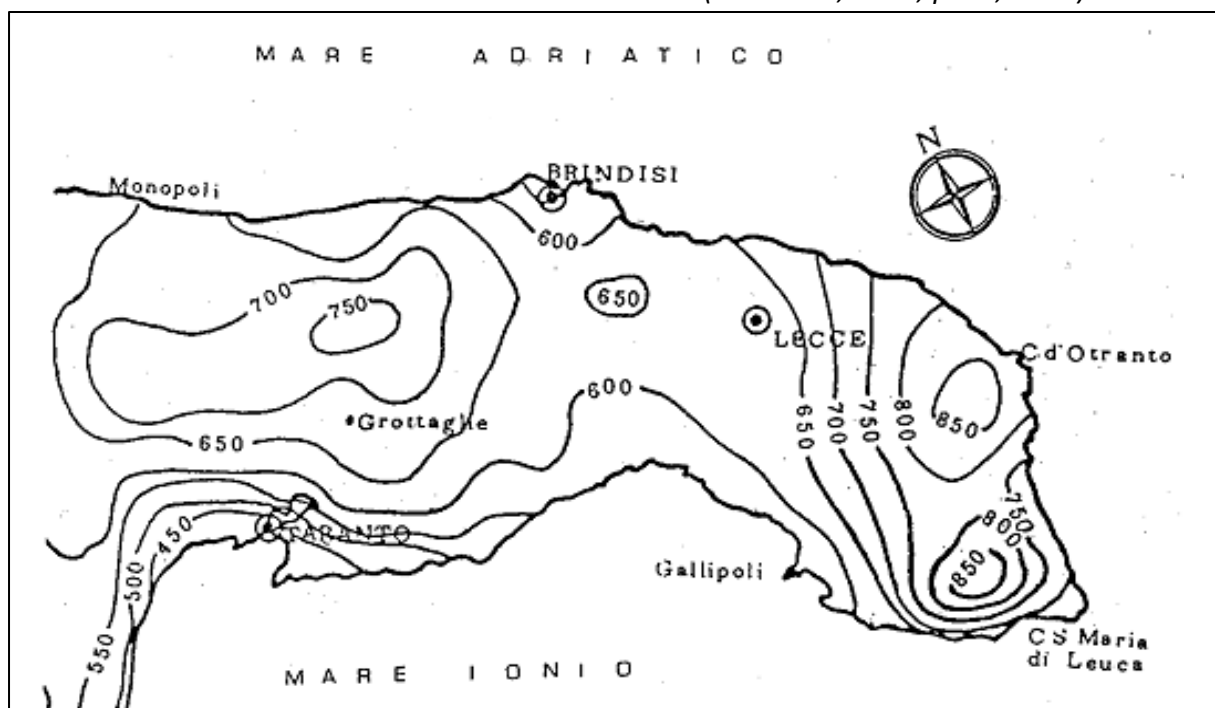 MARE ADRIATICO
N
BRINDISI
Monopoli
600
700
650
750
LECCE
Cd'Otranto
600
800
850
Grottaglie
650
700
750
650
750
450
TARANTO
800
500
Gallipoli
850
550
CS Maria
di Leuca
MARE IONIO